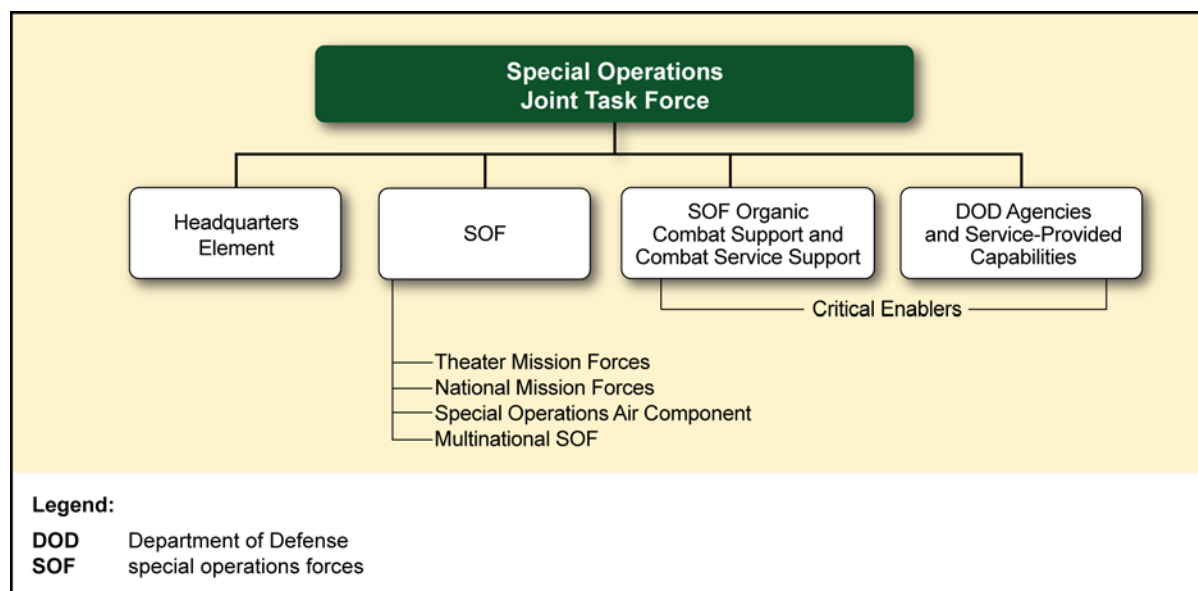 Special Operations
Joint Task Force
Headquarters
Element
SOF
SOF Organic
Combat Support and
Combat Service Support
DOD Agencies
and Service-Provided
Capabilities
Critical Enablers
Theater Mission Forces
National Mission Forces
Special Operations Air Component
Multinational SOF
Legend:
DOD Department of Defense
SOF special operations forces